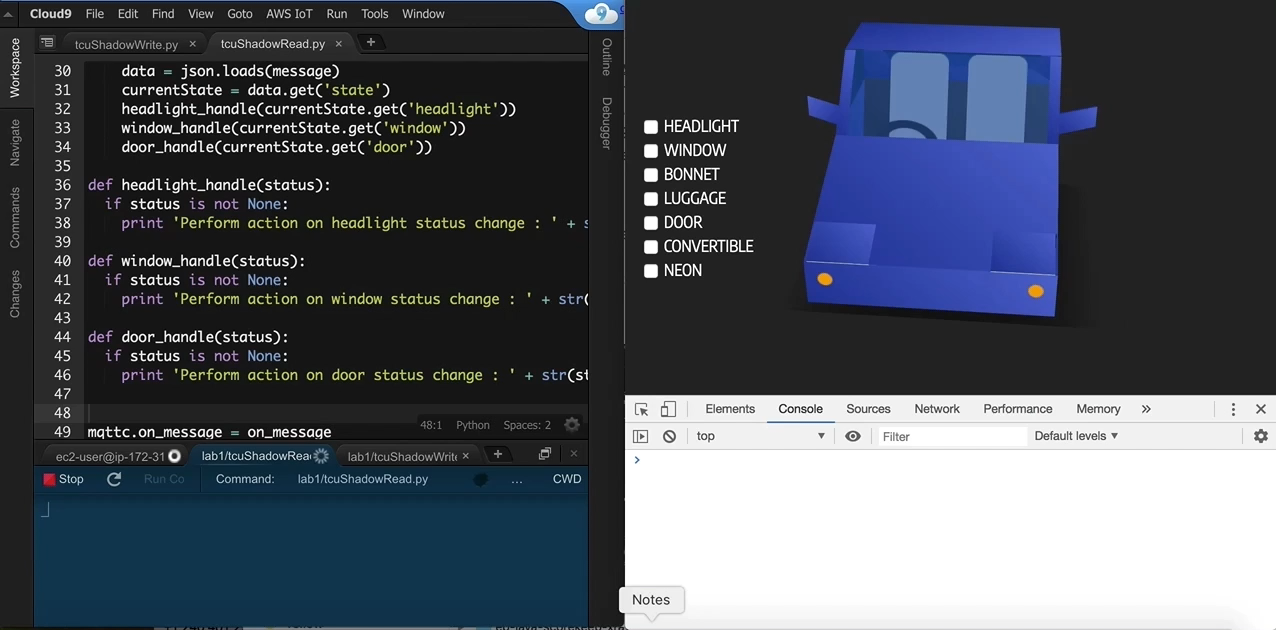 Cloud9 File Edit Find View Goto AWS IoT Run Tools Window
Workspace
Navigate
Commands
Changes
tcuShadowWrite.py × tcuShadowRead.py × +
Outline
Debugger
30 data = json.loads(message)
31 currentState = data.get('state')
32 headlight_handle(currentState.get('headlight'))
33 window_handle(currentState.get('window'))
34 door_handle(currentState.get('door'))
35
36 def headlight_handle(status):
37 if status is not None:
38 print 'Perform action on headlight status change : ' + s
39
40 def window_handle(status):
41 if status is not None:
42 print 'Perform action on window status change : ' + str(
43
44 def door_handle(status):
45 if status is not None:
46 print 'Perform action on door status change : ' + str(st
47
48
48:1 Python Spaces: 2
49 mqttc.on_message = on_message
ec2-user@ip-172-31 lab1/tcuShadowRea lab1/tcuShadowWrite × +
Stop Run Co Command: lab1/tcuShadowRead.py ... CWD
HEADLIGHT
WINDOW
BONNET
LUGGAGE
DOOR
CONVERTIBLE
NEON
Elements Console Sources Network Performance Memory »
top Filter Default levels
Notes